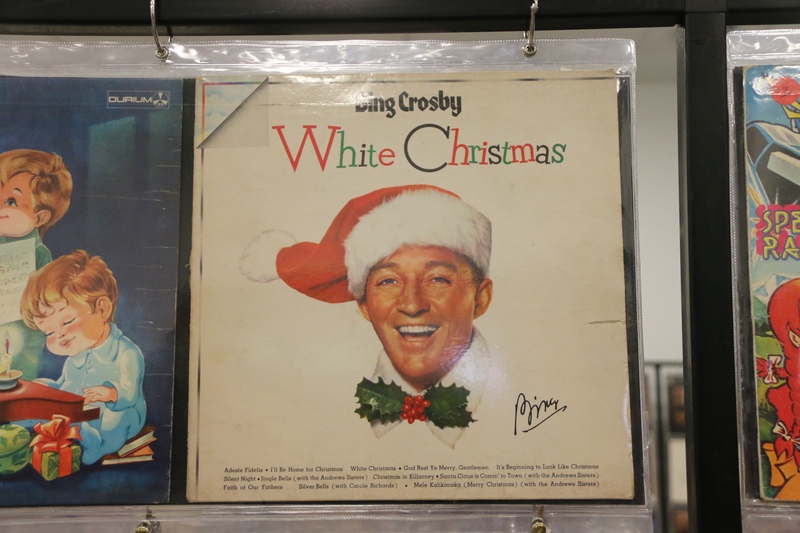 DURIUM
Bing Crosby
White Christmas
Bing
Adeste Fidelis • I'll Be Home for Christmas White Christmas • God Rest Ye Merry, Gentlemen It's Beginning to Look Like Christmas
Silent Night • Jingle Bells (with the Andrews Sisters) Christmas in Killarney • Santa Claus is Comin' to Town (with the Andrews Sisters)
Faith of Our Fathers Silver Bells (with Carole Richards) • Mele Kalikimaka (Merry Christmas) (with the Andrews Sisters)